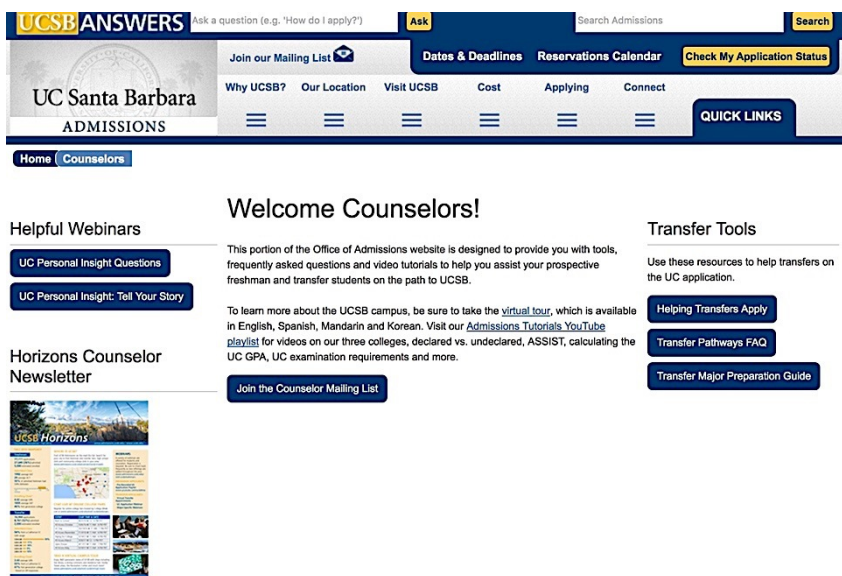 UCSB ANSWERS Ask a question (e.g. 'How do I apply?') Ask Search Admissions Search
Join our Mailing List Dates & Deadlines Reservations Calendar Check My Application Status
UC Santa Barbara
ADMISSIONS
Why UCSB? Our Location Visit UCSB Cost Applying Connect
QUICK LINKS
Home Counselors
Helpful Webinars
UC Personal Insight Questions
UC Personal Insight: Tell Your Story
Horizons Counselor
Newsletter
UCSB Horizons
Welcome Counselors!
This portion of the Office of Admissions website is designed to provide you with tools,
frequently asked questions and video tutorials to help you assist your prospective
freshman and transfer students on the path to UCSB.
To learn more about the UCSB campus, be sure to take the virtual tour, which is available
in English, Spanish, Mandarin and Korean. Visit our Admissions Tutorials YouTube
playlist for videos on our three colleges, declared vs. undeclared, ASSIST, calculating the
UC GPA, UC examination requirements and more.
Join the Counselor Mailing List
Transfer Tools
Use these resources to help transfers on
the UC application.
Helping Transfers Apply
Transfer Pathways FAQ
Transfer Major Preparation Guide